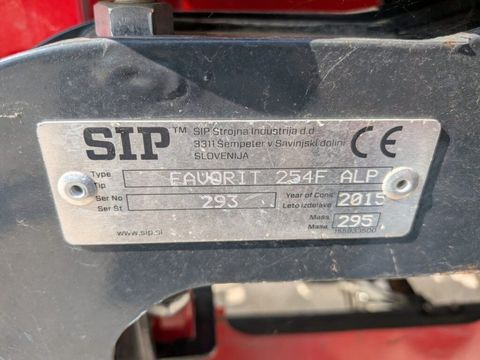 SIP™ SIP Strojna Industrija d.d
3311 Šempeter v Savinjski dolini
SLOVENIJA
CE
Type
Tip FAVORIT 254F ALP
Ser No
Ser Št 293
Year of Cons
Leto izdelave 2015
Mass
Masa 295
www.sip.si